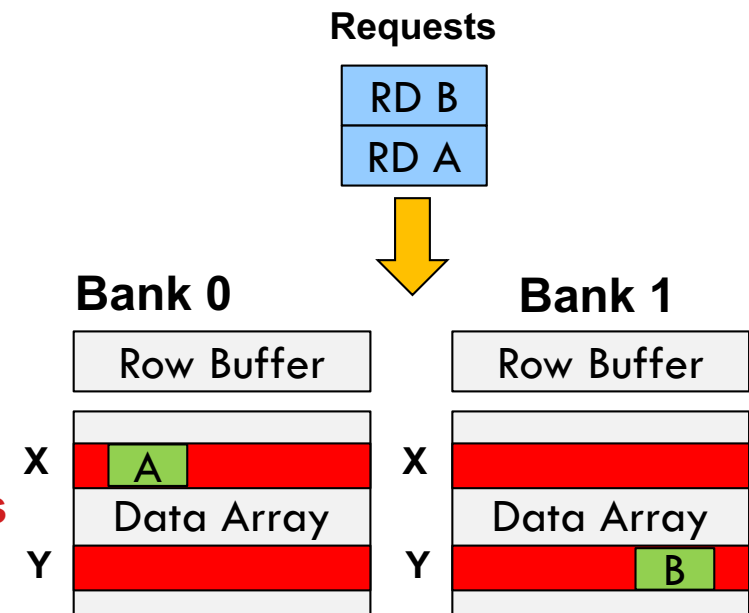 Requests
RD B
RD A
Bank 0
Bank 1
Row Buffer
Row Buffer
X
A
X
s
Data Array
Data Array
Y
Y
B